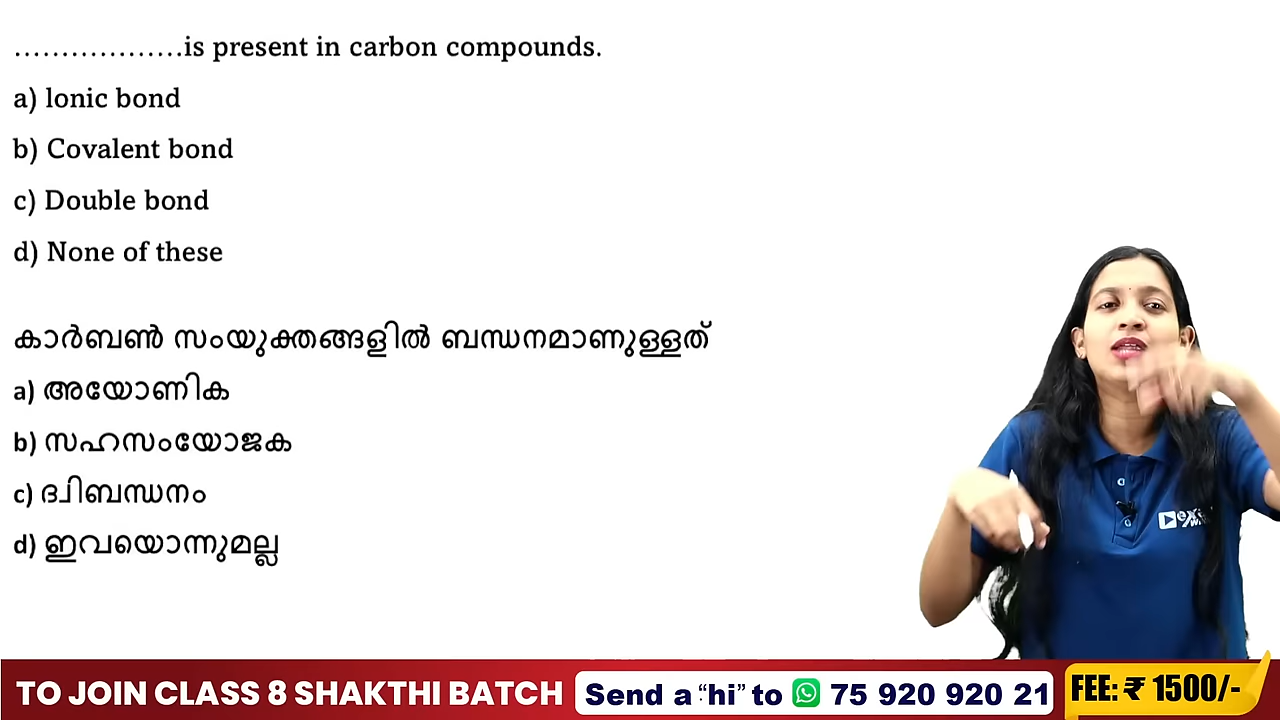 ..................is present in carbon compounds.
a) lonic bond
b) Covalent bond
c) Double bond
d) None of these
കാർബൺ സംയുക്തങ്ങളിൽ ബന്ധനമാണുള്ളത്
a) അയോണിക
b) സഹസംയോജക
c) ദ്വിബന്ധനം
d) ഇവയൊന്നുമല്ല
TO JOIN CLASS 8 SHAKTHI BATCH
Send a “hi” to 75 920 920 21
FEE: ₹ 1500/-